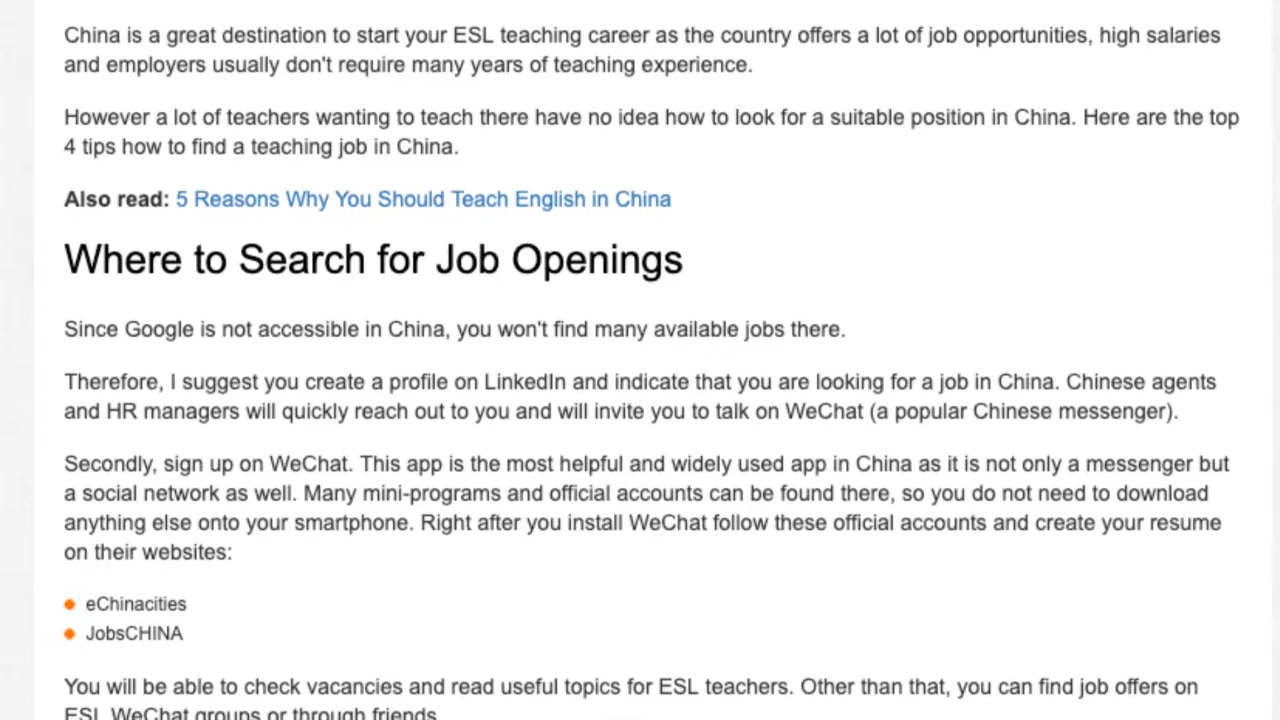 China is a great destination to start your ESL teaching career as the country offers a lot of job opportunities, high salaries
and employers usually don't require many years of teaching experience.
However a lot of teachers wanting to teach there have no idea how to look for a suitable position in China. Here are the top
4 tips how to find a teaching job in China.
Also read: 5 Reasons Why You Should Teach English in China
Where to Search for Job Openings
Since Google is not accessible in China, you won't find many available jobs there.
Therefore, I suggest you create a profile on LinkedIn and indicate that you are looking for a job in China. Chinese agents
and HR managers will quickly reach out to you and will invite you to talk on WeChat (a popular Chinese messenger).
Secondly, sign up on WeChat. This app is the most helpful and widely used app in China as it is not only a messenger but
a social network as well. Many mini-programs and official accounts can be found there, so you do not need to download
anything else onto your smartphone. Right after you install WeChat follow these official accounts and create your resume
on their websites:
eChinacities
JobsCHINA
You will be able to check vacancies and read useful topics for ESL teachers. Other than that, you can find job offers on
ESL WeChat groups or through friends.